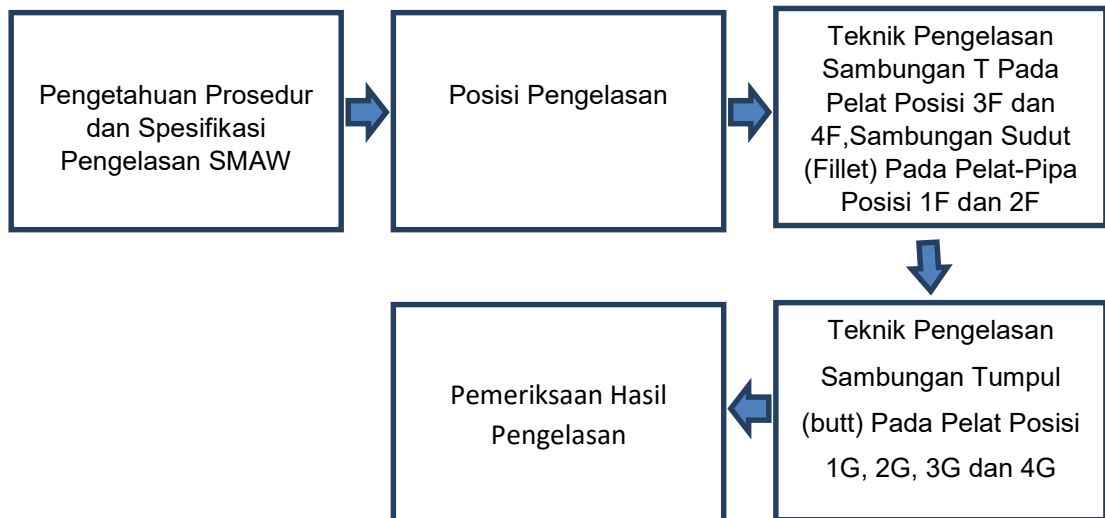 Pengetahuan Prosedur
dan Spesifikasi
Pengelasan SMAW
Posisi Pengelasan
Teknik Pengelasan
Sambungan T Pada
Pelat Posisi 3F dan
4F,Sambungan Sudut
(Fillet) Pada Pelat-Pipa
Posisi 1F dan 2F
Teknik Pengelasan
Sambungan Tumpul
(butt) Pada Pelat Posisi
1G, 2G, 3G dan 4G
Pemeriksaan Hasil
Pengelasan